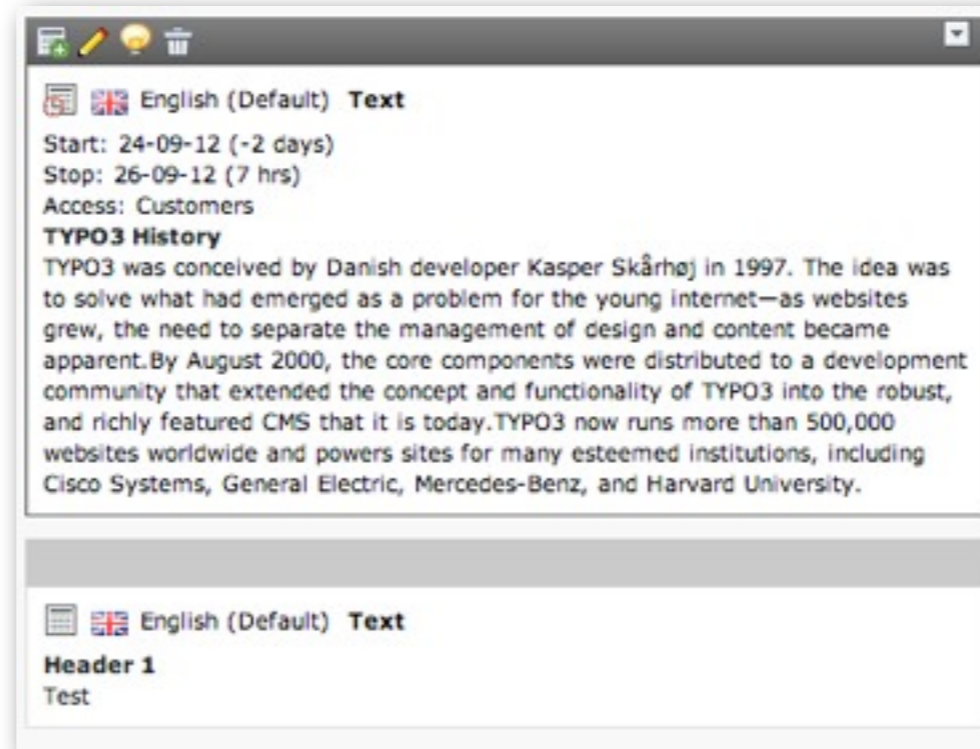 English (Default) Text
Start: 24-09-12 (-2 days)
Stop: 26-09-12 (7 hrs)
Access: Customers
TYPO3 History
TYPO3 was conceived by Danish developer Kasper Skårhøj in 1997. The idea was
to solve what had emerged as a problem for the young internet—as websites
grew, the need to separate the management of design and content became
apparent.By August 2000, the core components were distributed to a development
community that extended the concept and functionality of TYPO3 into the robust,
and richly featured CMS that it is today.TYPO3 now runs more than 500,000
websites worldwide and powers sites for many esteemed institutions, including
Cisco Systems, General Electric, Mercedes-Benz, and Harvard University.
English (Default) Text
Header 1
Test